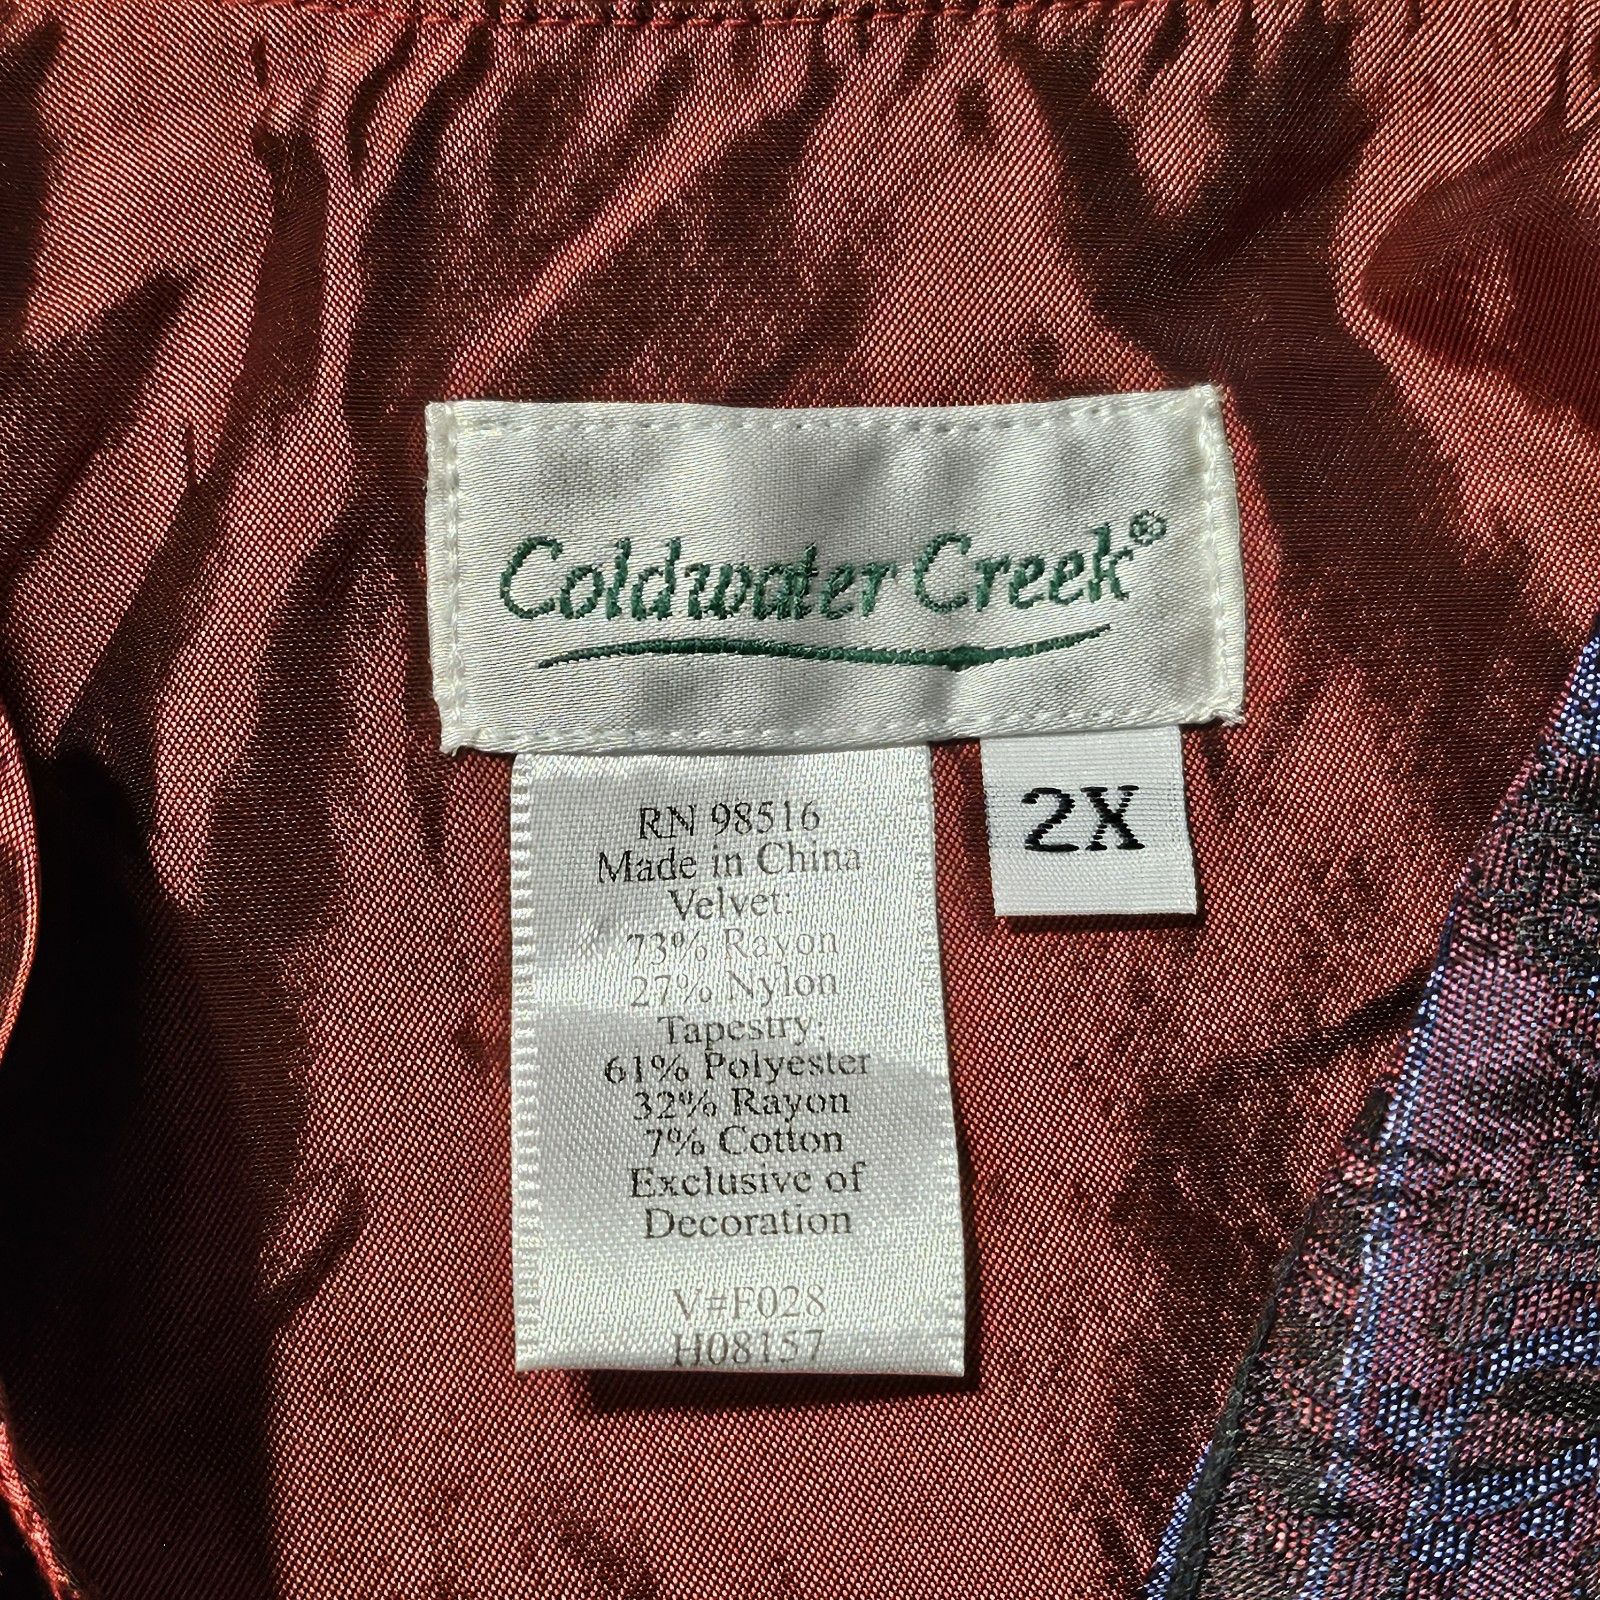 Coldwater Creek®
2X
RN 98516
Made in China
Velvet:
73% Rayon
27% Nylon
Tapestry:
61% Polyester
32% Rayon
7% Cotton
Exclusive of
Decoration
V#F028
H08157